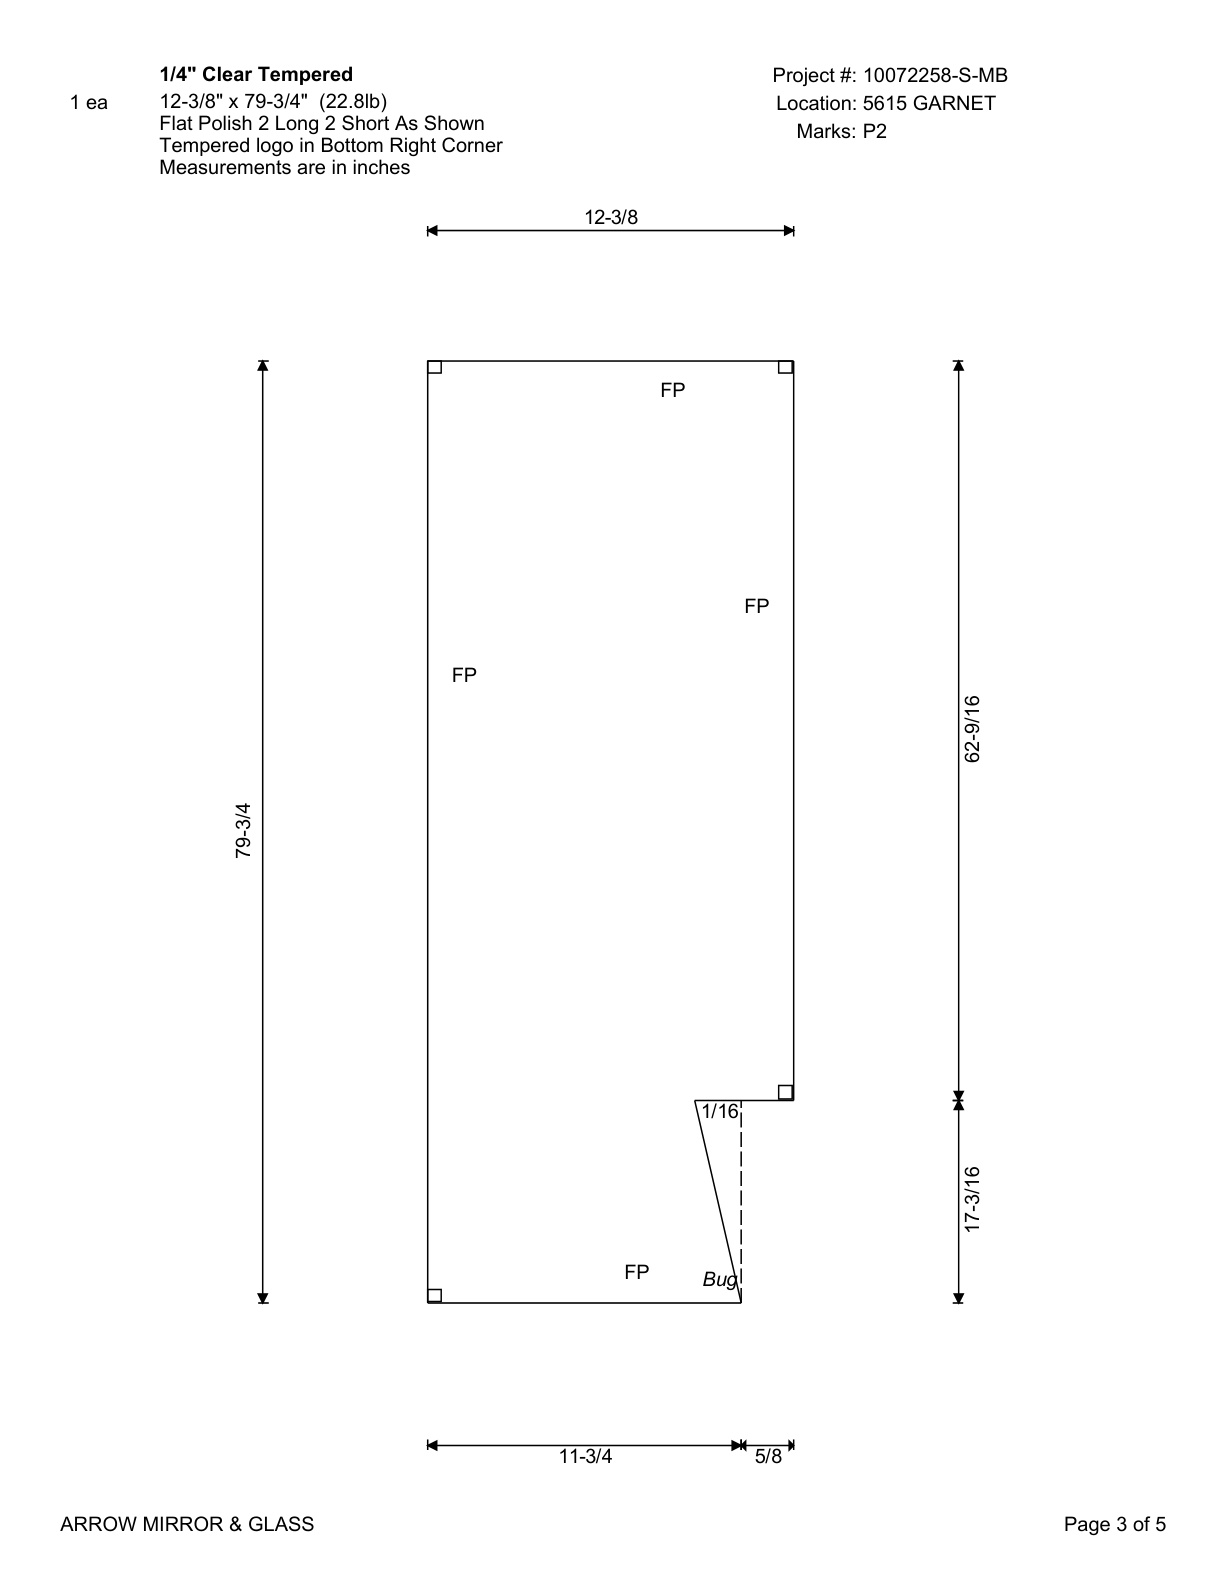 1/4" Clear Tempered
1 ea
12-3/8" x 79-3/4" (22.8lb)
Flat Polish 2 Long 2 Short As Shown
Tempered logo in Bottom Right Corner
Measurements are in inches
Project #: 10072258-S-MB
Location: 5615 GARNET
Marks: P2
12-3/8
FP
FP
FP
62-9/16
79-3/4
1/16
17-3/16
FP
Bug
11-3/4
5/8
ARROW MIRROR & GLASS
Page 3 of 5